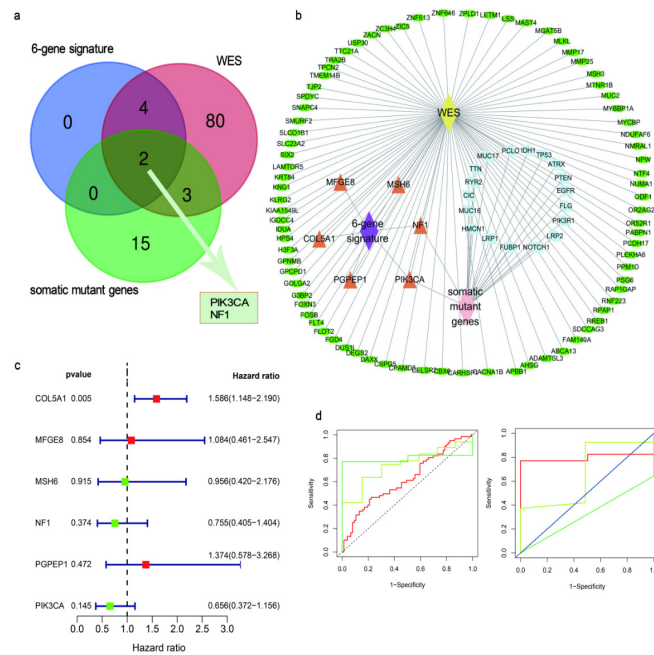 a
6-gene signature
WES
0
4
80
2
0
3
15
somatic mutant genes
PIK3CA
NF1
b
ZNF646
ZPLD1
LETM1
LSS
MAST4
MGAT5B
MLKL
MMP17
MMP25
MSH3
MTNR1B
MUC2
MYBBP1A
MYCBP
NDUFAF6
NMRAL1
NPW
NTF4
NUMA1
ODF1
OR2AG2
OR52R1
PABPN1
PCDH17
PLEKHA6
PPM1D
PSG6
RAP1GAP
RNF223
RPAP1
RREB1
SDCCAG3
FAM149A
ABCA13
ADAMTSL3
AHSG
APBB1
CACNA1B
CARHSP1
CBX6
CELSR2
CPAMD8
CSPG5
DAXX
DEGS2
DUS1L
FGD4
FLOT2
FLT4
FOSB
FOXN3
G3BP2
GOLGA2
GPCPD1
GPNMB
H3F3A
HPS4
IDUA
IGDCC4
KIAA1549L
KLRG2
KNG1
KRT84
LAMTOR5
SIX2
SLC23A2
SLCO1B1
SMURF2
SNAPC4
SPDYC
TJP2
TMEM14B
TPCN2
TRA2B
TTC21A
USP30
ZACN
ZC3H4
ZIC5
ZNF613
WES
MUC17
PCLO
IDH1
TP53
TTN
ATRX
RYR2
PTEN
CIC
EGFR
MUC16
FLG
HMCN1
PIK3R1
LRP1
LRP2
FUBP1
NOTCH1
MFGE8
MSH6
6-gene
signature
NF1
COL5A1
PGPEP1
PIK3CA
somatic
mutant
genes
c
pvalue
Hazard ratio
COL5A1 0.005 1.586(1.148−2.190)
MFGE8 0.854 1.084(0.461−2.547)
MSH6 0.915 0.956(0.420−2.176)
NF1 0.374 0.755(0.405−1.404)
PGPEP1 0.472 1.374(0.578−3.268)
PIK3CA 0.145 0.656(0.372−1.156)
0.0 0.5 1.0 1.5 2.0 2.5 3.0
Hazard ratio
d
Sensitivity
0.0 0.2 0.4 0.6 0.8 1.0
0.0 0.2 0.4 0.6 0.8 1.0
1-Specificity
Sensitivity
0.0 0.2 0.4 0.6 0.8 1.0
0.0 0.2 0.4 0.6 0.8 1.0
1-Specificity